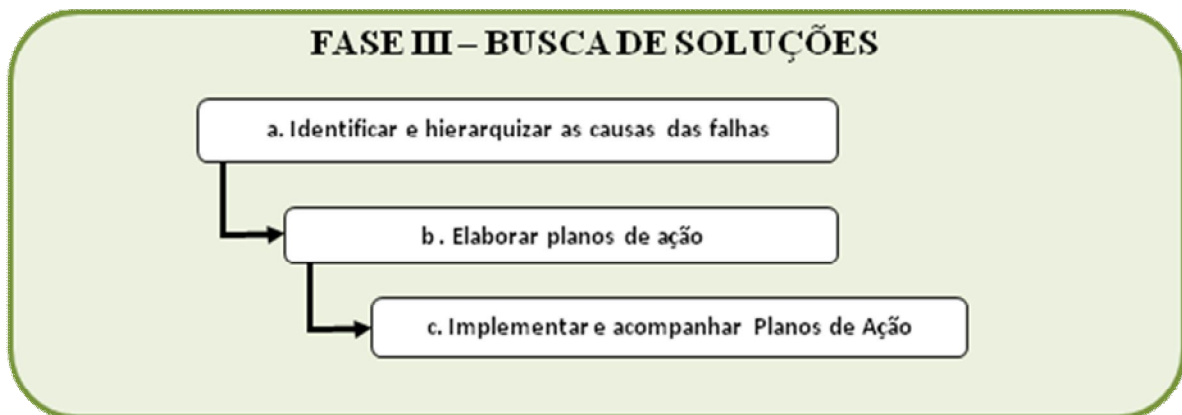 FASE III – BUSCA DE SOLUÇÕES
a. Identificar e hierarquizar as causas das falhas
b. Elaborar planos de ação
c. Implementar e acompanhar Planos de Ação